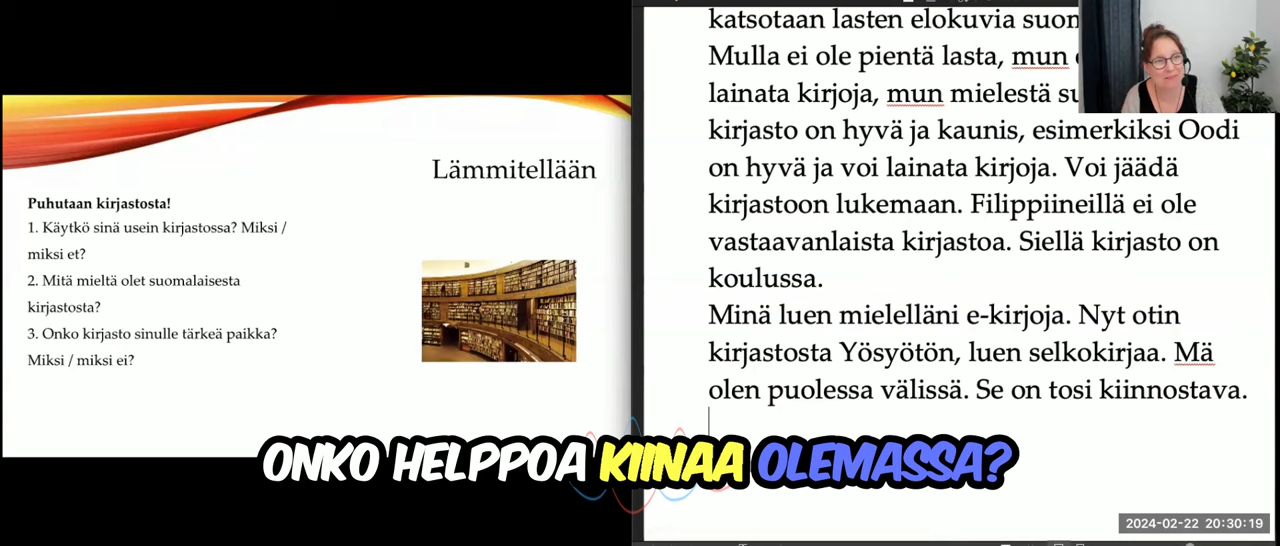 Lämmitellään
Puhutaan kirjastosta!
1. Käytkö sinä usein kirjastossa? Miksi /
miksi et?
2. Mitä mieltä olet suomalaisesta
kirjastosta?
3. Onko kirjasto sinulle tärkeä paikka?
Miksi / miksi ei?
katsotaan lasten elokuvia
Mulla ei ole pientä lasta, mun
lainata kirjoja, mun mielestä
kirjasto on hyvä ja kaunis, esimerkiksi Oodi
on hyvä ja voi lainata kirjoja. Voi jäädä
kirjastoon lukemaan. Filippiineillä ei ole
vastaavanlaista kirjastoa. Siellä kirjasto on
koulussa.
Minä luen mielelläni e-kirjoja. Nyt otin
kirjastosta Yösyötön, luen selkokirjaa. Mä
olen puolessa välissä. Se on tosi kiinnostava.
ONKO HELPPOA KIINAA OLEMASSA?
2024-02-22 20:30:19